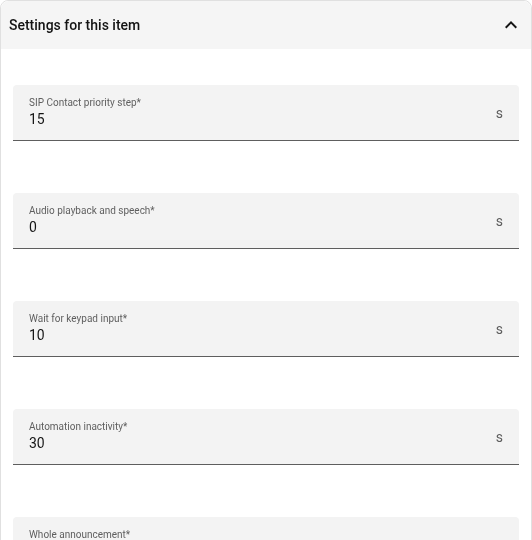 Settings for this item
SIP Contact priority step*
15
s
Audio playback and speech*
0
s
Wait for keypad input*
10
s
Automation inactivity*
30
s
Whole announcement*